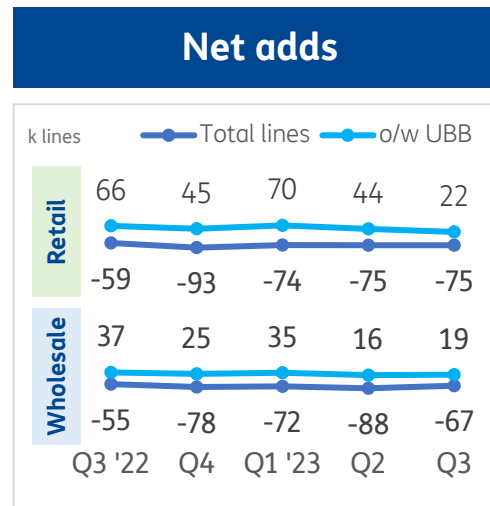 Net adds
k lines Total lines o/w UBB
Retail
66 45 70 44 22
-59 -93 -74 -75 -75
Wholesale
37 25 35 16 19
-55 -78 -72 -88 -67
Q3 '22 Q4 Q1 '23 Q2 Q3